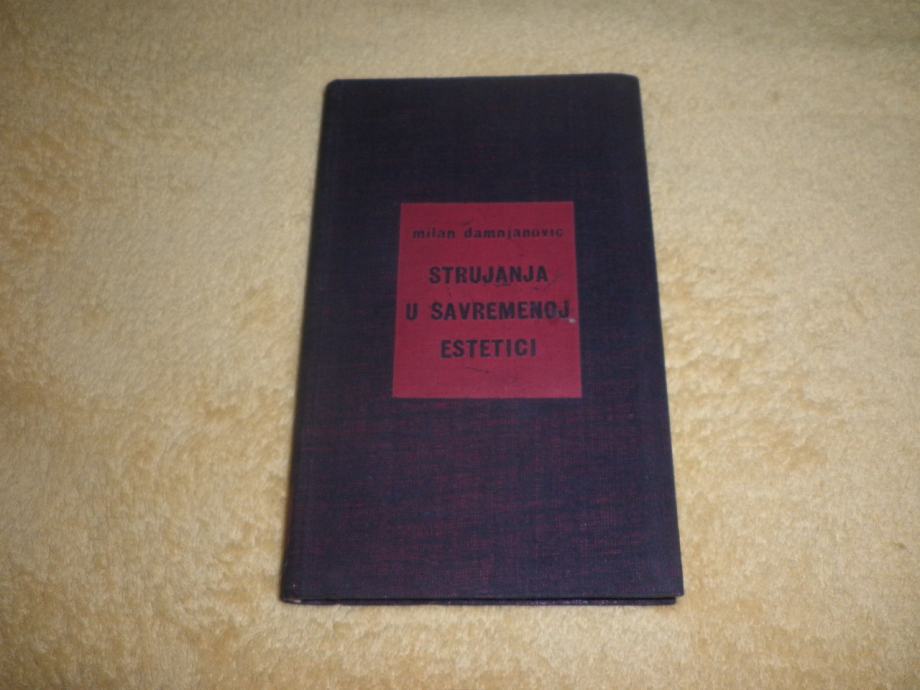 milan damnjanović
STRUJANJA
U SAVREMENOJ
ESTETICI